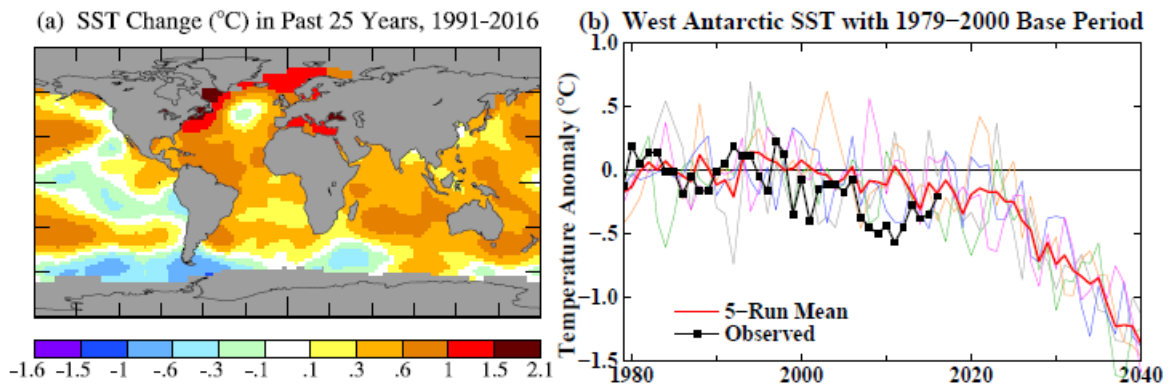 (a) SST Change (°C) in Past 25 Years, 1991-2016
-1.6 -1.5 -1 -.6 -.3 -.1 .1 .3 .6 1 1.5 2.1
(b) West Antarctic SST with 1979−2000 Base Period
Temperature Anomaly (°C)
1.0
.5
0.
−.5
−1.0
−1.5
5−Run Mean
Observed
1980 2000 2020 2040